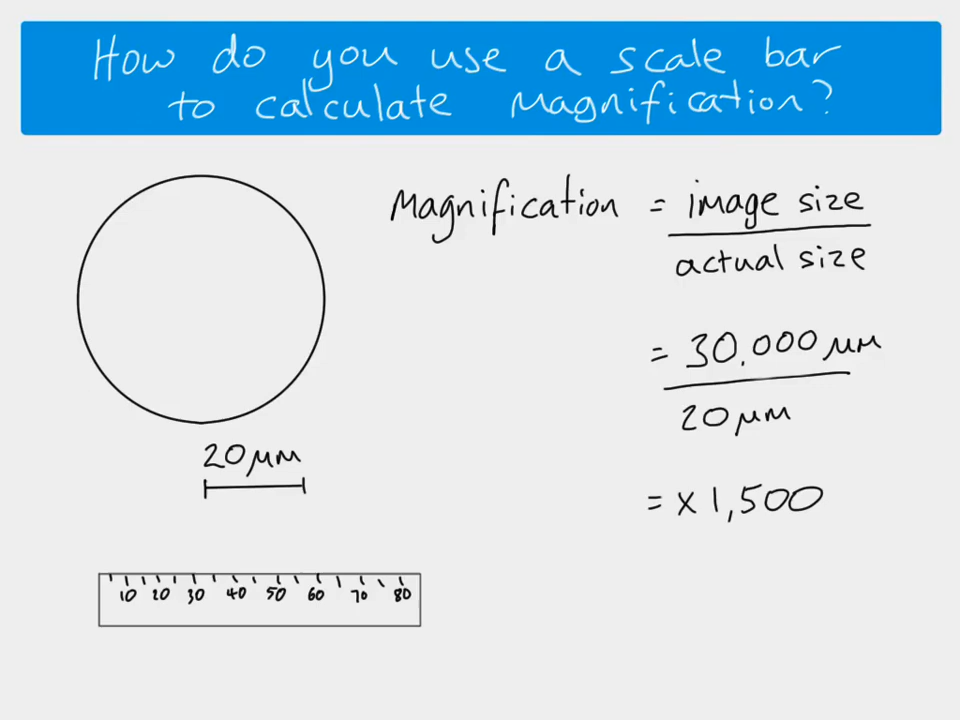 How do you use a scale bar
to calculate magnification?
Magnification = image size
actual size
= 30,000 µm
20 µm
= x 1,500
20 µm
10 20 30 40 50 60 70 80